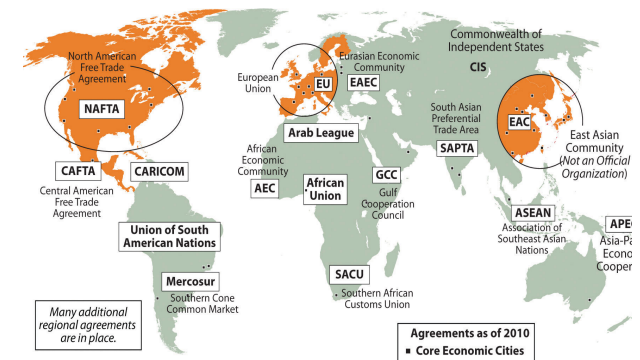 Commonwealth of
Independent States
CIS
North American
Free Trade
Agreement
NAFTA
European
Union
EU
Eurasian Economic
Community
EAEC
South Asian
Preferential
Trade Area
SAPTA
EAC
East Asian
Community
(Not an Official
Organization)
Arab League
African
Economic
Community
AEC
African
Union
GCC
Gulf
Cooperation
Council
CAFTA
Central American
Free Trade
Agreement
CARICOM
ASEAN
Association of
Southeast Asian
Nations
APEC
Asia-Pa
Econo
Cooper
Union of South
American Nations
Mercosur
Southern Cone
Common Market
SACU
Southern African
Customs Union
Many additional
regional agreements
are in place.
Agreements as of 2010
Core Economic Cities